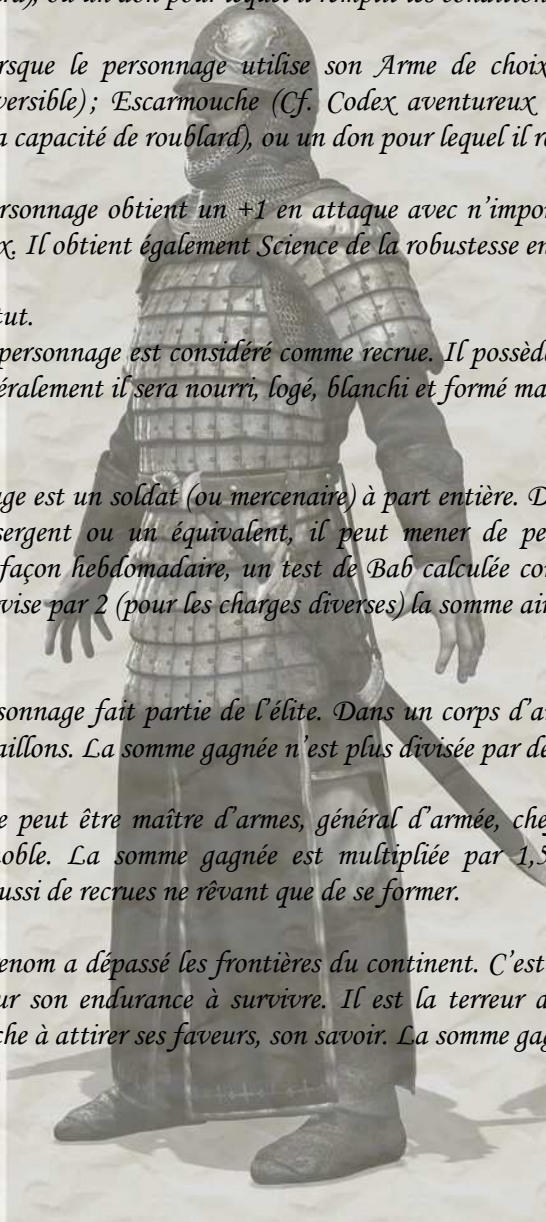 ard), ou un don pour lequel il remplit les conditions
rsque le personnage utilise son Arme de choix
versible) ; Escarmouche (Cf. Codex aventureux
a capacité de roublard), ou un don pour lequel il r
rsonnage obtient un +1 en attaque avec n’impor
x. Il obtient également Science de la robustesse en
tut.
personnage est considéré comme recrue. Il possèd
éralement il sera nourri, logé, blanchi et formé ma
age est un soldat (ou mercenaire) à part entière. D
sergent ou un équivalent, il peut mener de pe
façon hebdomadaire, un test de Bab calculée co
vise par 2 (pour les charges diverses) la somme ai
sonnage fait partie de l’élite. Dans un corps d’a
aillons. La somme gagnée n’est plus divisée par de
e peut être maître d’armes, général d’armée, che
noble. La somme gagnée est multipliée par 1,5
ussi de recrues ne rêvant que de se former.
enom a dépassé les frontières du continent. C’est
ur son endurance à survivre. Il est la terreur d
che à attirer ses faveurs, son savoir. La somme gag